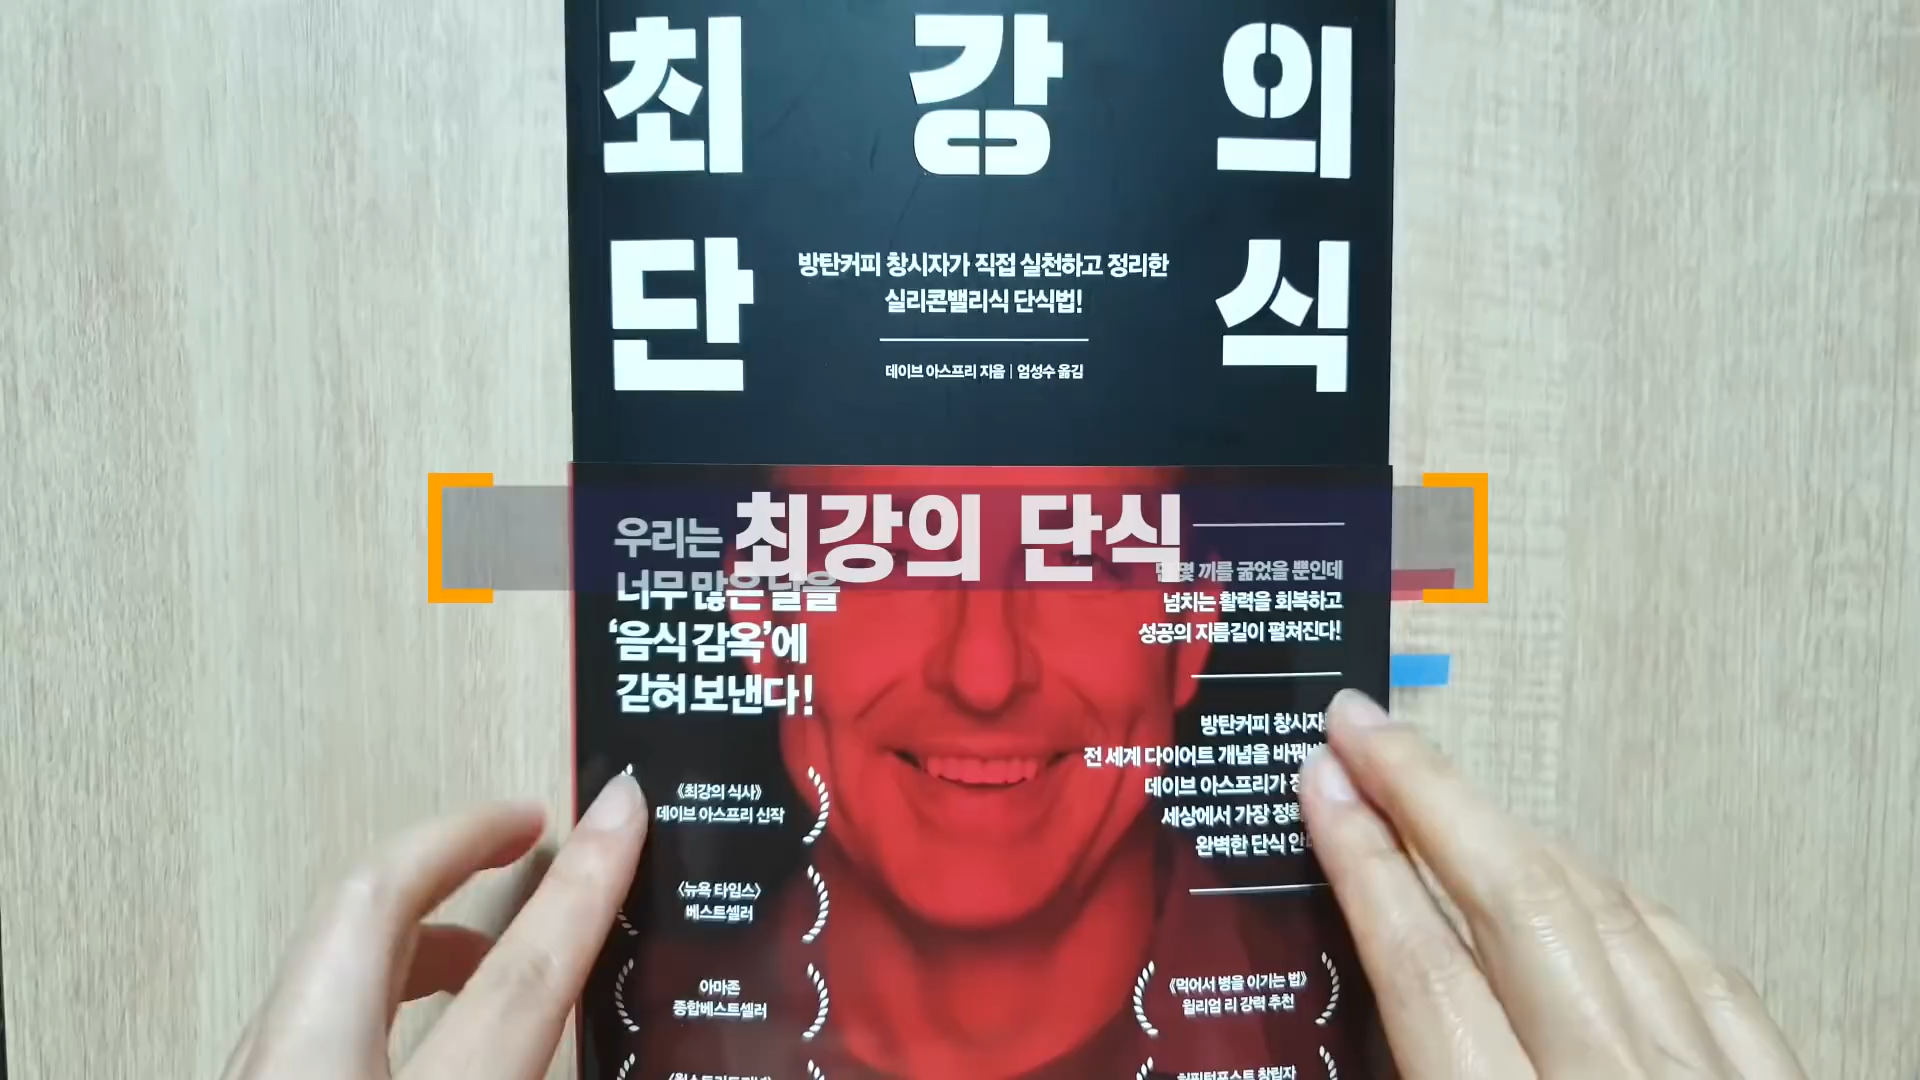 최 강 의
단 식
방탄커피 창시자가 직접 실천하고 정리한
실리콘밸리식 단식법!
데이브 아스프리 지음 | 엄성수 옮김
최강의 단식
우리는
너무 많은 날을
‘음식 감옥’에
갇혀 보낸다!
몇 끼를 굶었을 뿐인데
넘치는 활력을 회복하고
성공의 지름길이 펼쳐진다!
방탄커피 창시자
전 세계 다이어트 개념을
데이브 아스프리가
세상에서 가장
완벽한 단식
《최강의 식사》
데이브 아스프리 신작
〈뉴욕 타임스〉
베스트셀러
아마존
종합베스트셀러
《먹어서 병을 이기는 법》
윌리엄 리 강력 추천